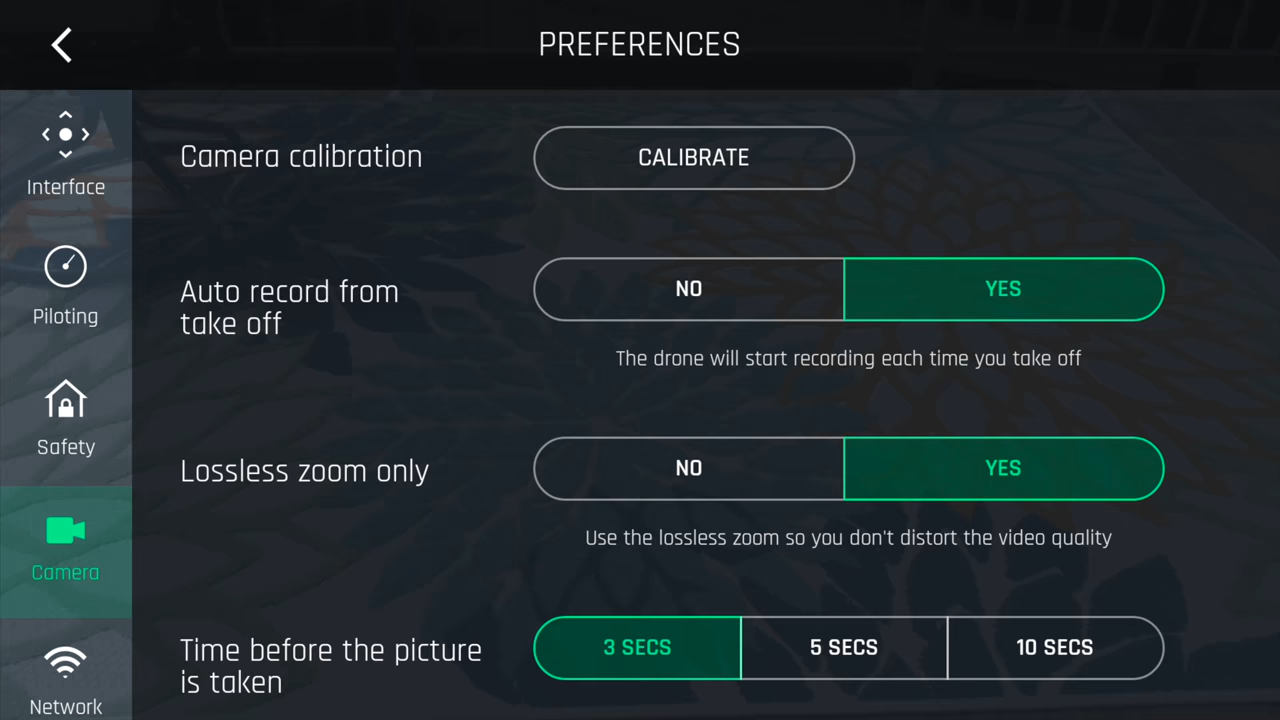 PREFERENCES
Interface
Piloting
Safety
Camera
Network
Camera calibration
CALIBRATE
Auto record from
take off
NO
YES
The drone will start recording each time you take off
Lossless zoom only
NO
YES
Use the lossless zoom so you don't distort the video quality
Time before the picture
is taken
3 SECS
5 SECS
10 SECS